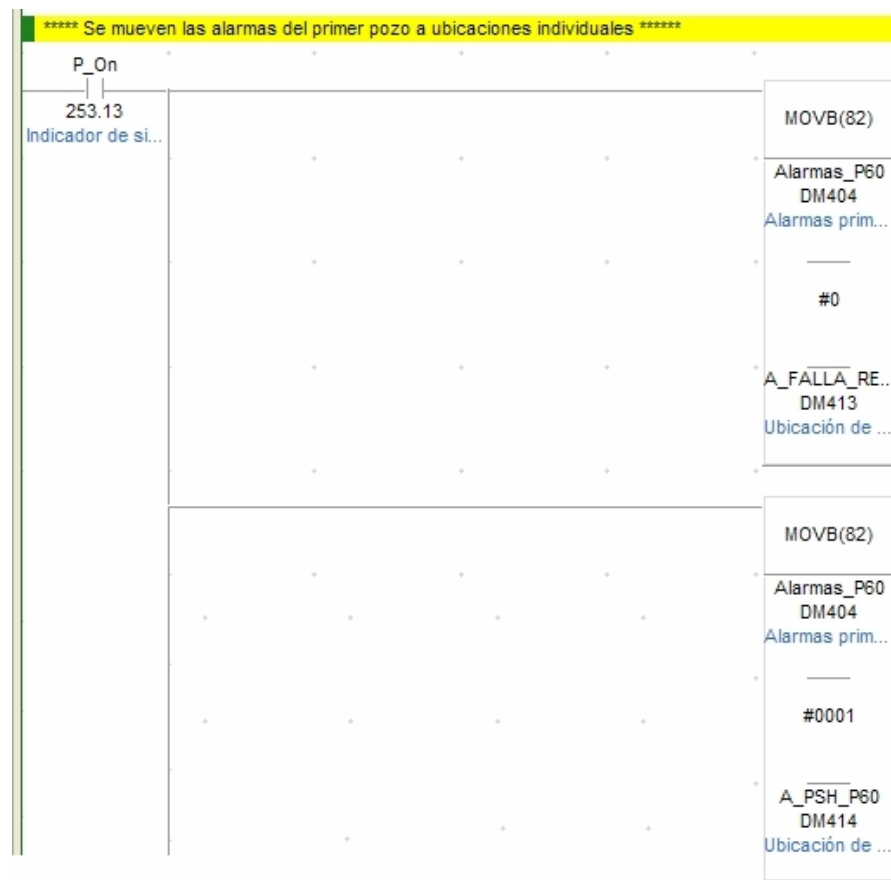 ***** Se mueven las alarmas del primer pozo a ubicaciones individuales ******
P_On
253.13
Indicador de si...
MOVB(82)
Alarmas_P60
DM404
Alarmas prim...
#0
A_FALLA_RE...
DM413
Ubicación de ...
MOVB(82)
Alarmas_P60
DM404
Alarmas prim...
#0001
A_PSH_P60
DM414
Ubicación de ...